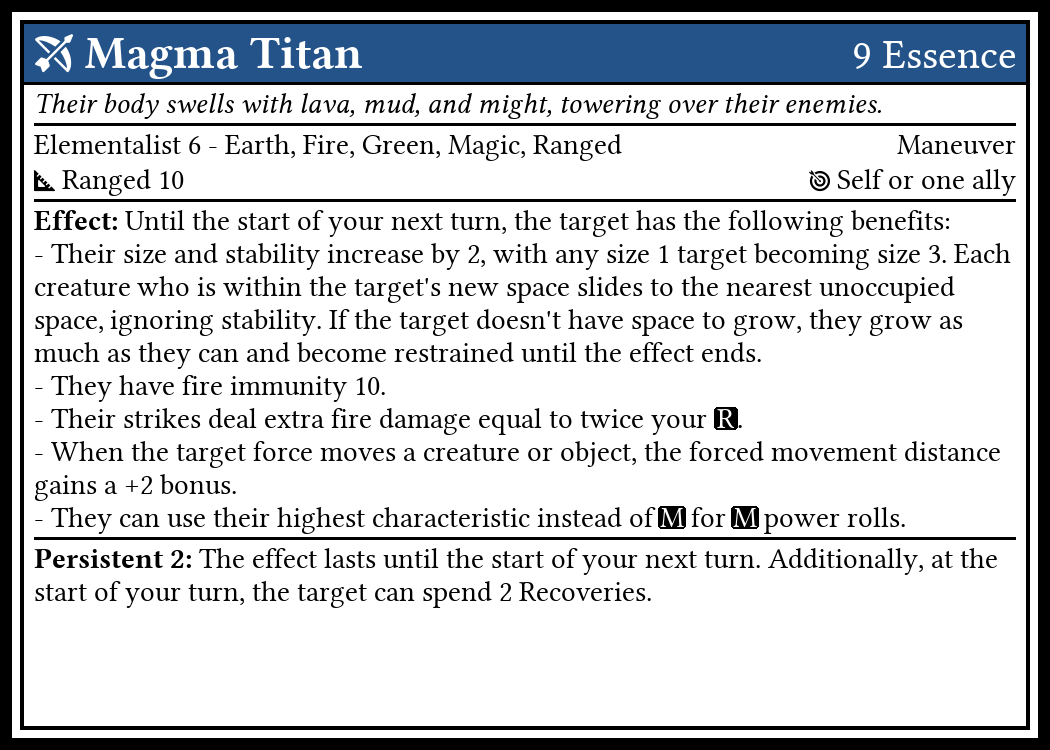 Magma Titan 9 Essence
Their body swells with lava, mud, and might, towering over their enemies.
Elementalist 6 - Earth, Fire, Green, Magic, Ranged Maneuver
Ranged 10 Self or one ally
Effect: Until the start of your next turn, the target has the following benefits:
- Their size and stability increase by 2, with any size 1 target becoming size 3. Each
creature who is within the target's new space slides to the nearest unoccupied
space, ignoring stability. If the target doesn't have space to grow, they grow as
much as they can and become restrained until the effect ends.
- They have fire immunity 10.
- Their strikes deal extra fire damage equal to twice your R.
- When the target force moves a creature or object, the forced movement distance
gains a +2 bonus.
- They can use their highest characteristic instead of M for M power rolls.
Persistent 2: The effect lasts until the start of your next turn. Additionally, at the
start of your turn, the target can spend 2 Recoveries.